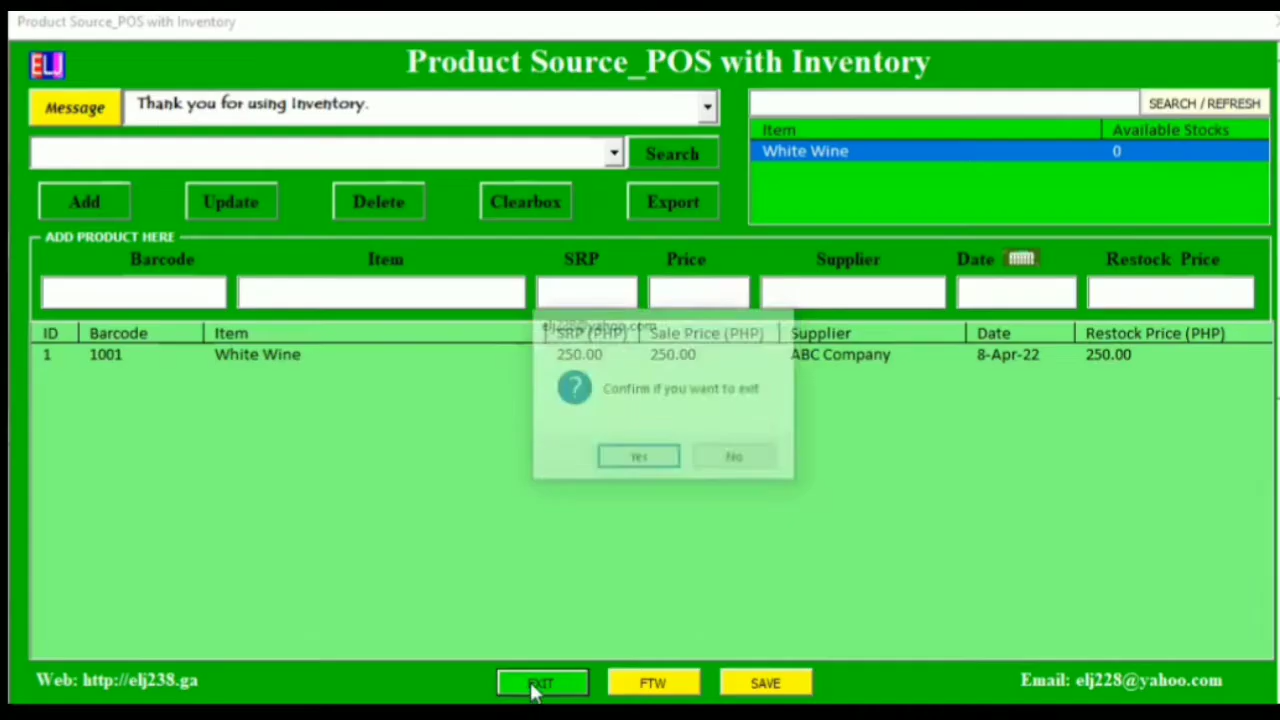 Product Source_POS with Inventory
ELJ
Product Source_POS with Inventory
Message
Thank you for using Inventory.
SEARCH / REFRESH
Item Available Stocks
White Wine 0
Search
Add Update Delete Clearbox Export
ADD PRODUCT HERE
Barcode Item SRP Price Supplier Date Restock Price
ID Barcode Item SRP (PHP) Sale Price (PHP) Supplier Date Restock Price (PHP)
1 1001 White Wine 250.00 250.00 ABC Company 8-Apr-22 250.00
elj228@yahoo.com
Confirm if you want to exit
Yes No
Web: http://elj238.ga
EXIT FTW SAVE
Email: elj228@yahoo.com